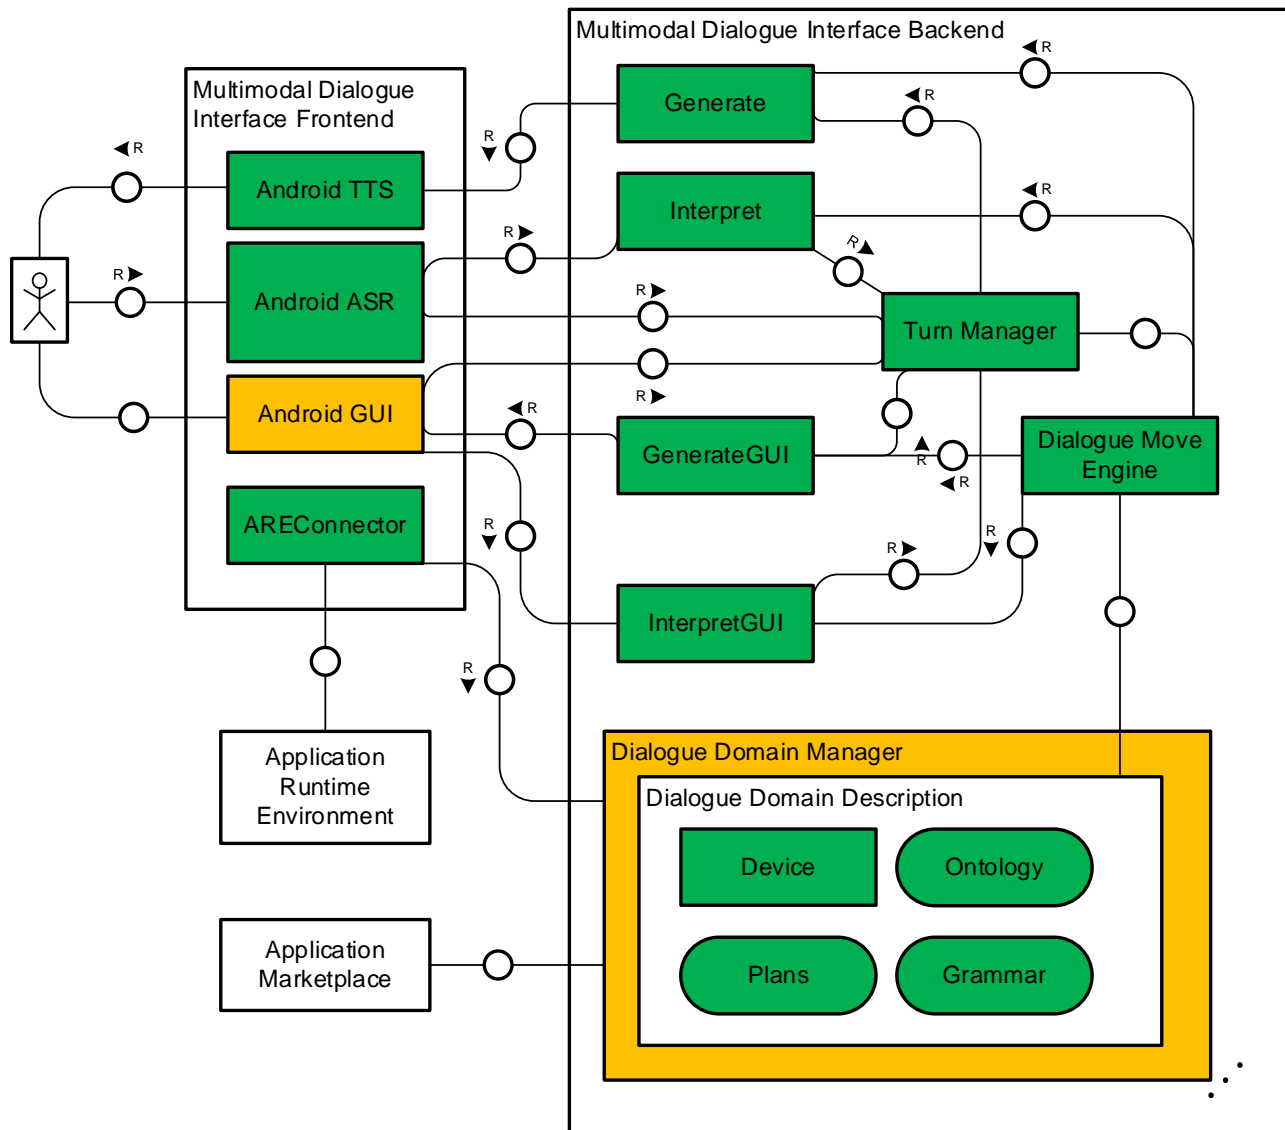 Multimodal Dialogue Interface Backend
R
Multimodal Dialogue
Interface Frontend
Generate
R
R
R
Android TTS
Interpret
R
R
R
R
Android ASR
R
Turn Manager
R
Android GUI
R
GenerateGUI
R
R
Dialogue Move
Engine
AREConnector
R
R
R
InterpretGUI
R
Application
Runtime
Environment
Dialogue Domain Manager
Dialogue Domain Description
Device
Ontology
Application
Marketplace
Plans
Grammar